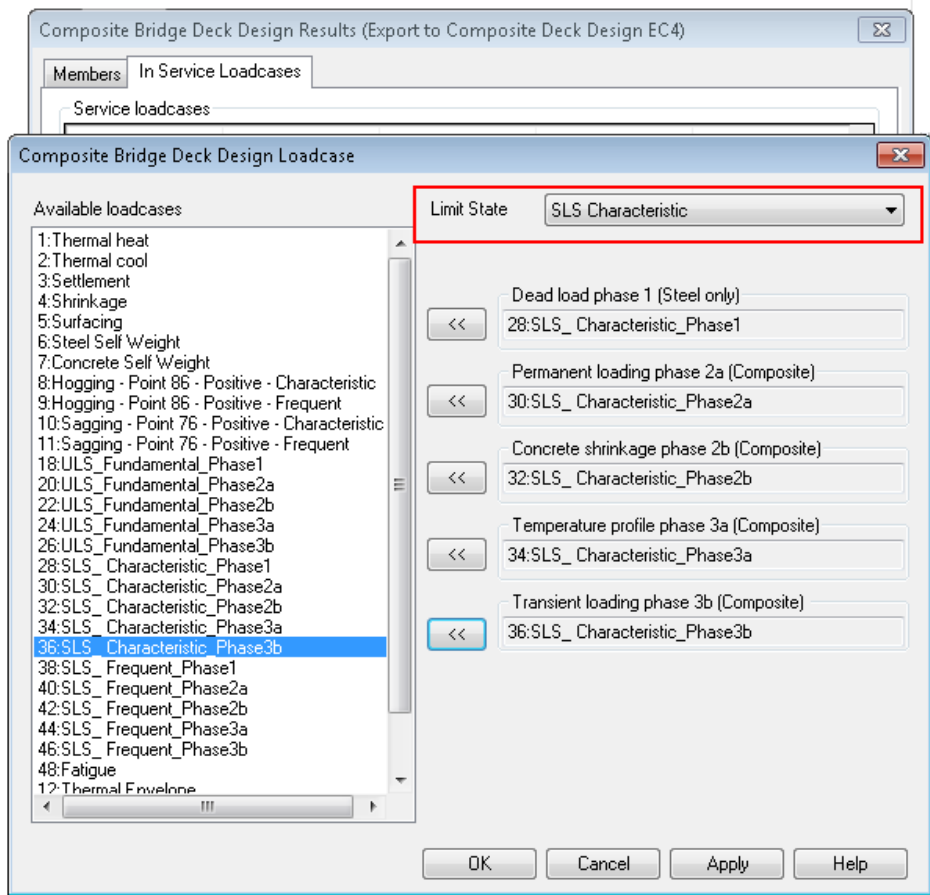 Composite Bridge Deck Design Results (Export to Composite Deck Design EC4)
Members
In Service Loadcases
Service loadcases
Composite Bridge Deck Design Loadcase
Available loadcases
1:Thermal heat
2:Thermal cool
3:Settlement
4:Shrinkage
5:Surfacing
6:Steel Self Weight
7:Concrete Self Weight
8:Hogging - Point 86 - Positive - Characteristic
9:Hogging - Point 86 - Positive - Frequent
10:Sagging - Point 76 - Positive - Characteristic
11:Sagging - Point 76 - Positive - Frequent
18:ULS_Fundamental_Phase1
20:ULS_Fundamental_Phase2a
22:ULS_Fundamental_Phase2b
24:ULS_Fundamental_Phase3a
26:ULS_Fundamental_Phase3b
28:SLS_ Characteristic_Phase1
30:SLS_ Characteristic_Phase2a
32:SLS_ Characteristic_Phase2b
34:SLS_ Characteristic_Phase3a
36:SLS_ Characteristic_Phase3b
38:SLS_ Frequent_Phase1
40:SLS_ Frequent_Phase2a
42:SLS_ Frequent_Phase2b
44:SLS_ Frequent_Phase3a
46:SLS_ Frequent_Phase3b
48:Fatigue
12:Thermal Envelope
Limit State
SLS Characteristic
Dead load phase 1 (Steel only)
<< 28:SLS_ Characteristic_Phase1
Permanent loading phase 2a (Composite)
<< 30:SLS_ Characteristic_Phase2a
Concrete shrinkage phase 2b (Composite)
<< 32:SLS_ Characteristic_Phase2b
Temperature profile phase 3a (Composite)
<< 34:SLS_ Characteristic_Phase3a
Transient loading phase 3b (Composite)
<< 36:SLS_ Characteristic_Phase3b
OK Cancel Apply Help